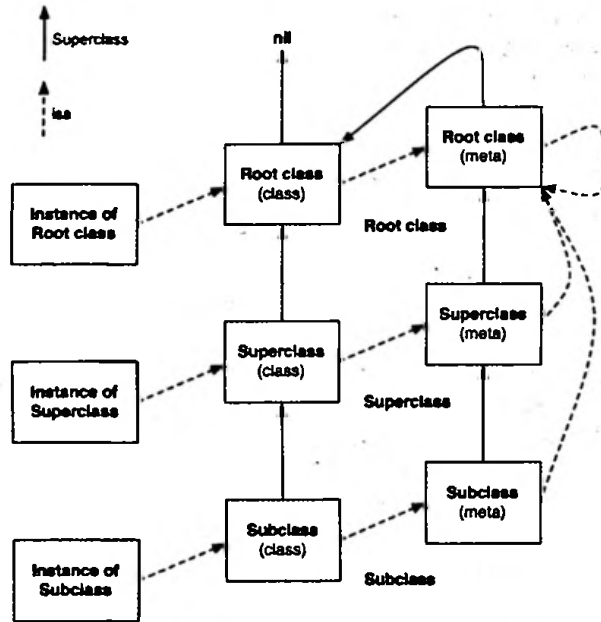 Superclass
nil
isa
Root class
(meta)
Root class
(class)
Instance of
Root class
Root class
Superclass
(meta)
Superclass
(class)
Instance of
Superclass
Superclass
Subclass
(meta)
Subclass
(class)
Instance of
Subclass
Subclass